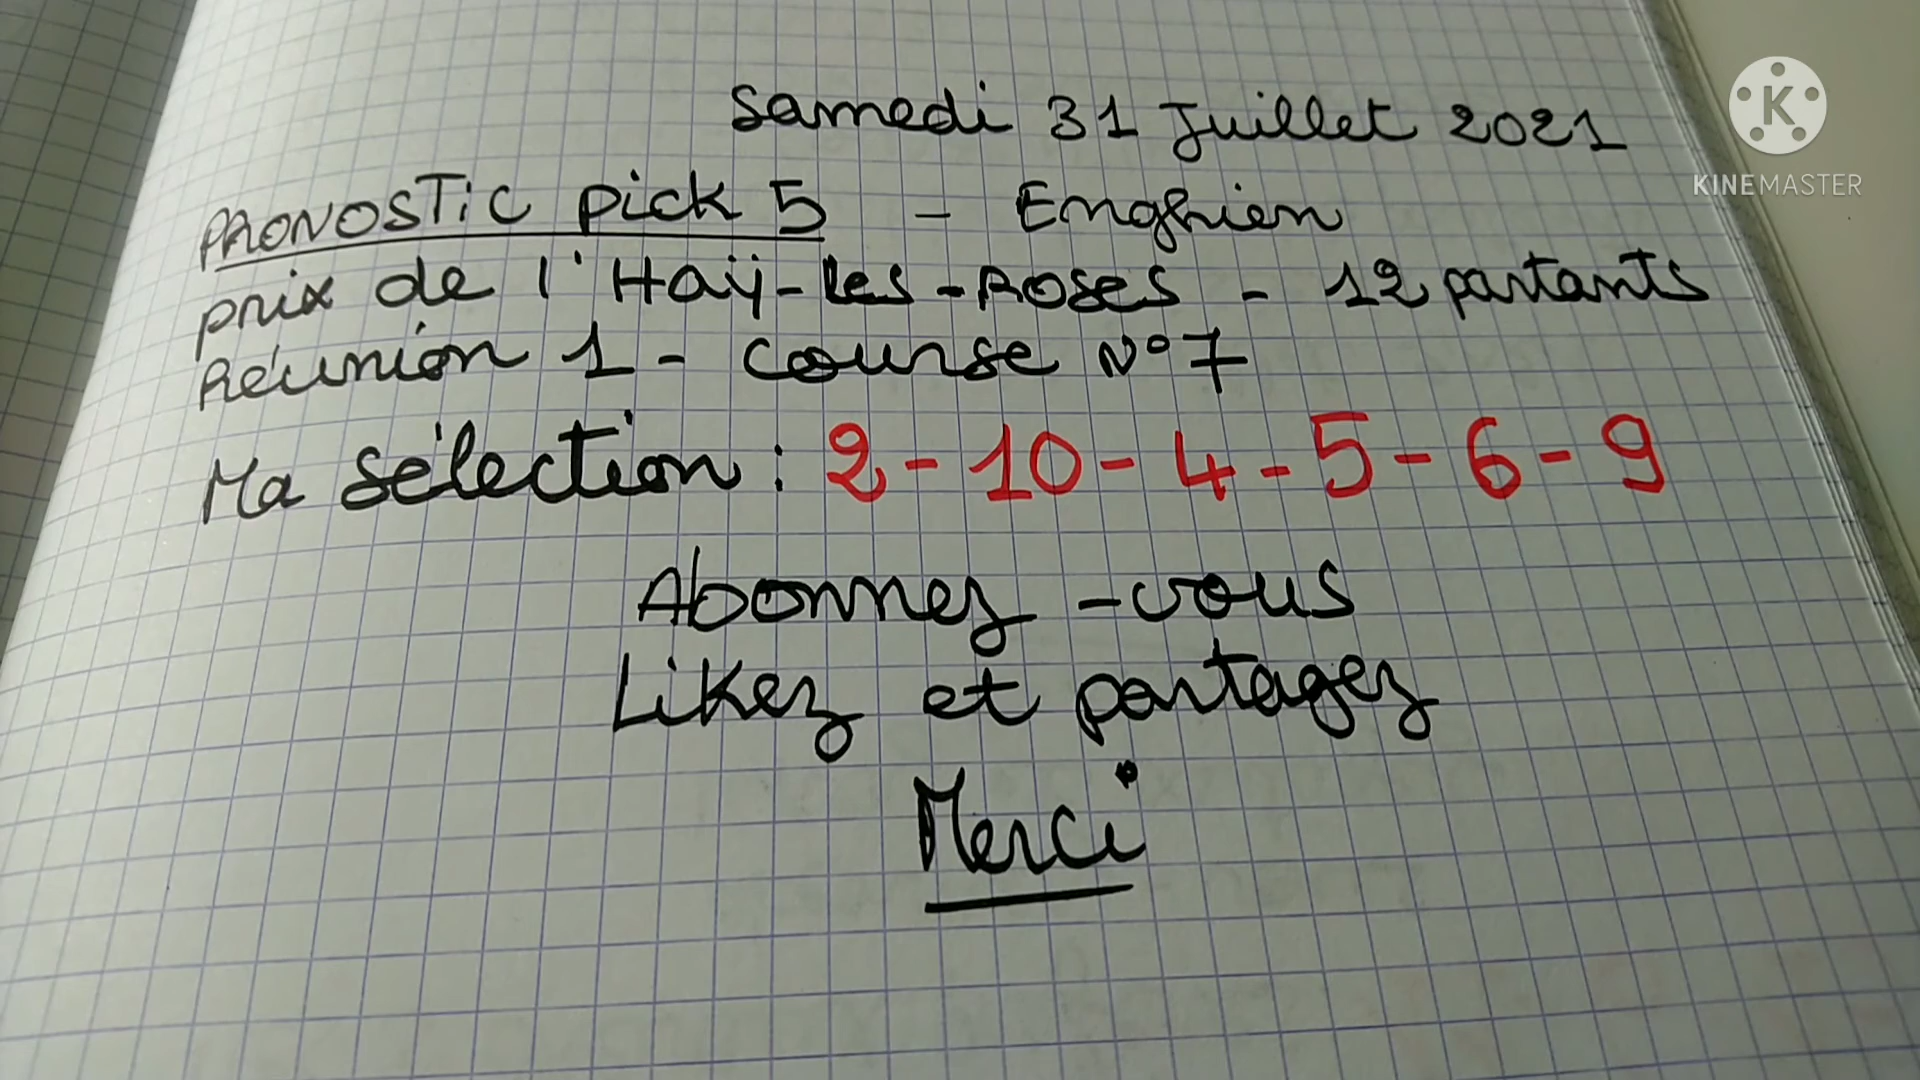 Samedi 31 Juillet 2021
PRONOSTIC pick 5 - Enghien
prix de l'Haÿ-les-Roses - 12 partants
Réunion 1 - course N°7
Ma sélection : 2 - 10 - 4 - 5 - 6 - 9
Abonnez-vous
Likez et partagez
Merci
K
KINEMASTER